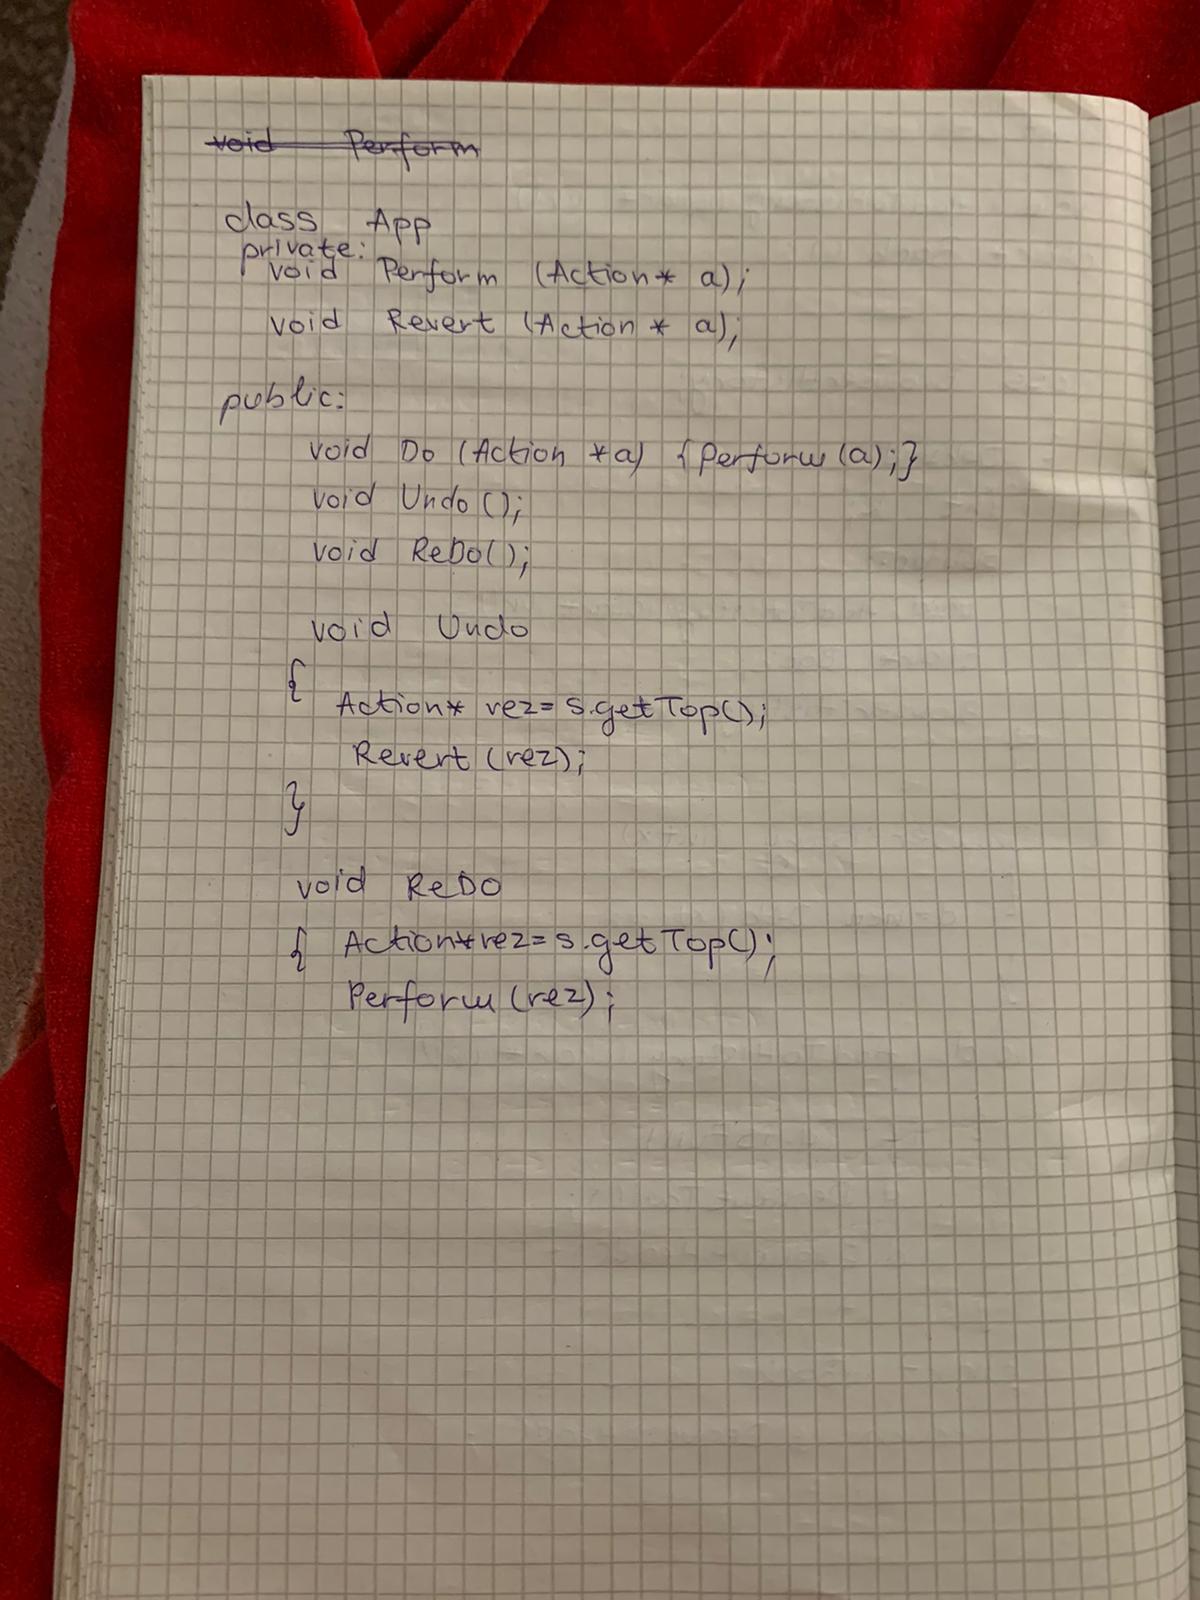 void Perform
class App
private:
void Perform (Action* a);
void Revert (Action * a);
public:
void Do (Action *a) {Perform (a);}
void Undo ();
void ReDo();
void Undo
{
Action* rez= s.getTop();
Revert (rez);
}
void ReDO
{ Action*rez= s.getTop();
Perform (rez);